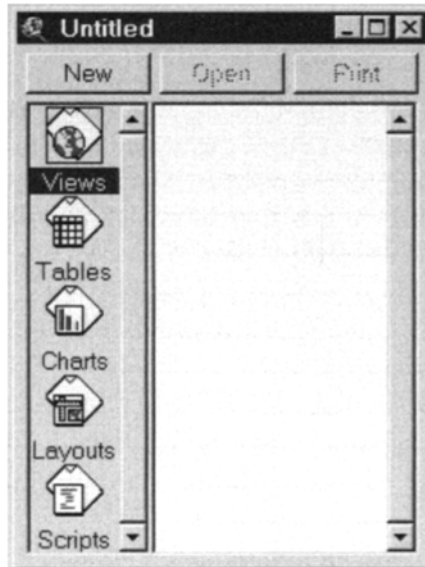 Untitled
New Open Print
Views
Tables
Charts
Layouts
Scripts